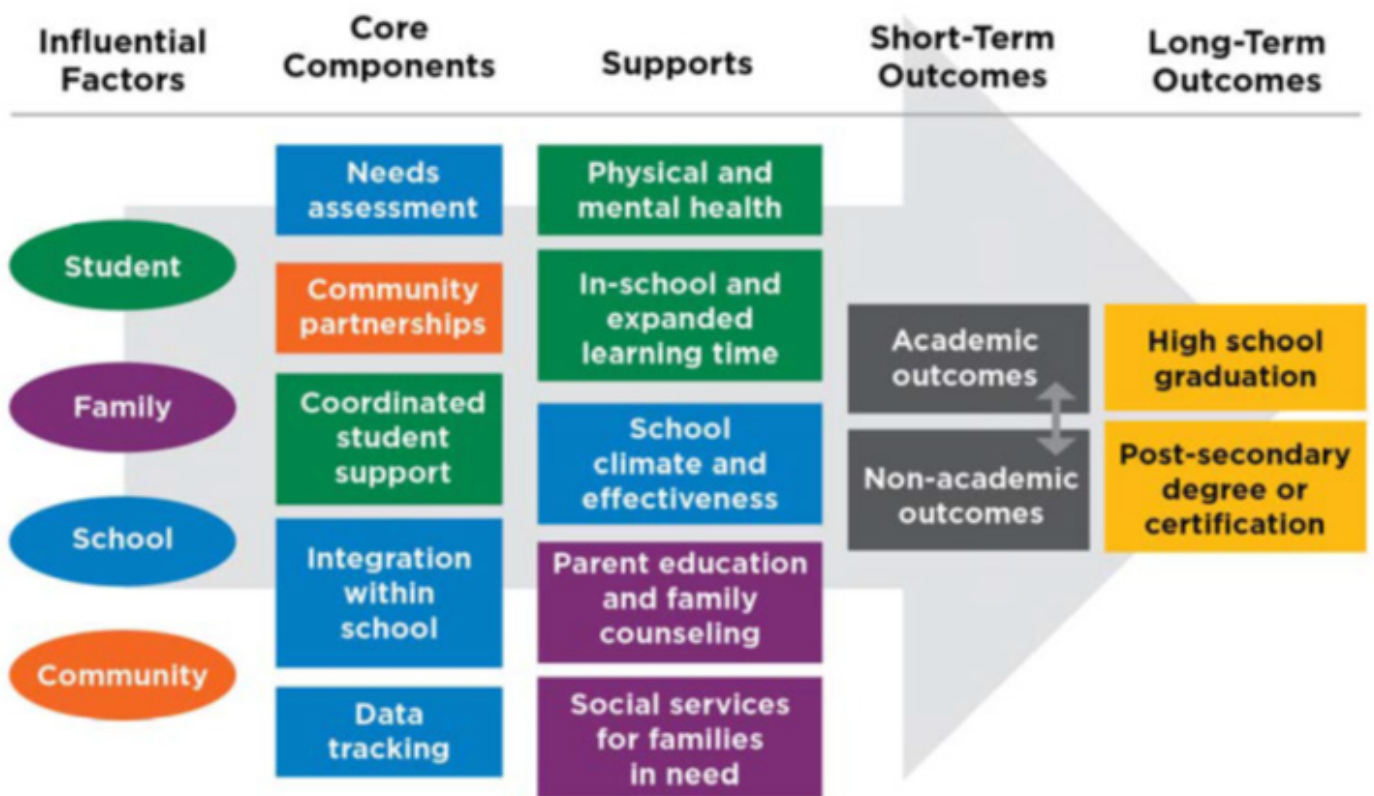 Influential
Factors
Core
Components
Supports
Short-Term
Outcomes
Long-Term
Outcomes
Student
Family
School
Community
Needs
assessment
Community
partnerships
Coordinated
student
support
Integration
within
school
Data
tracking
Physical and
mental health
In-school and
expanded
learning time
School
climate and
effectiveness
Parent education
and family
counseling
Social services
for families
in need
Academic
outcomes
Non-academic
outcomes
High school
graduation
Post-secondary
degree or
certification